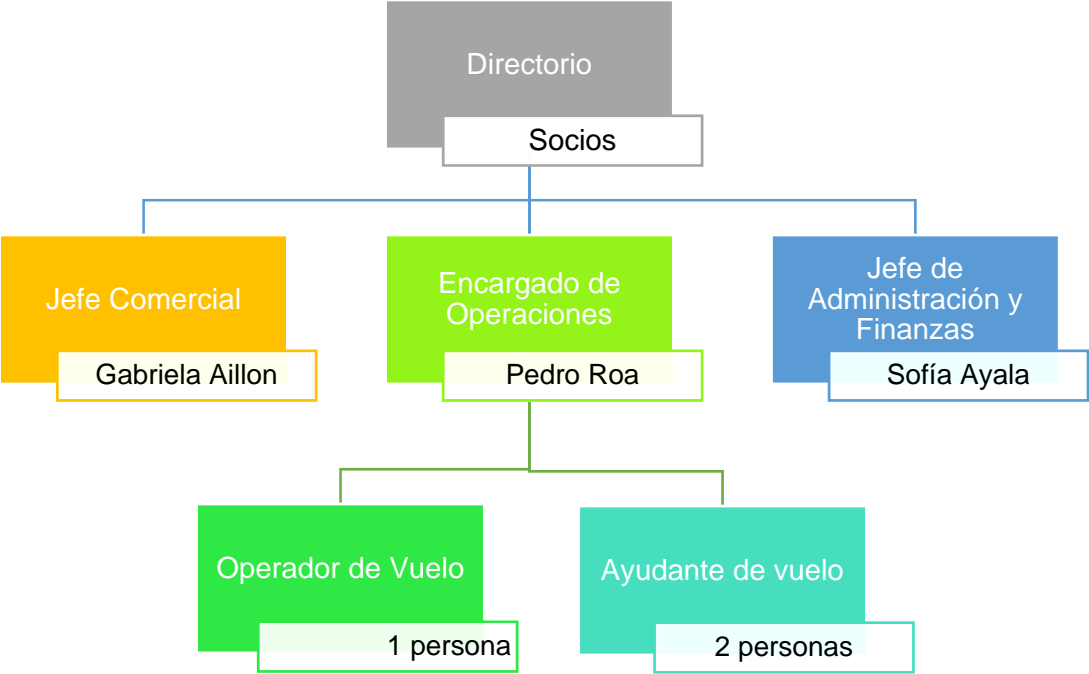 Directorio
Socios
Jefe Comercial
Gabriela Aillon
Encargado de
Operaciones
Pedro Roa
Jefe de
Administración y
Finanzas
Sofía Ayala
Operador de Vuelo
1 persona
Ayudante de vuelo
2 personas